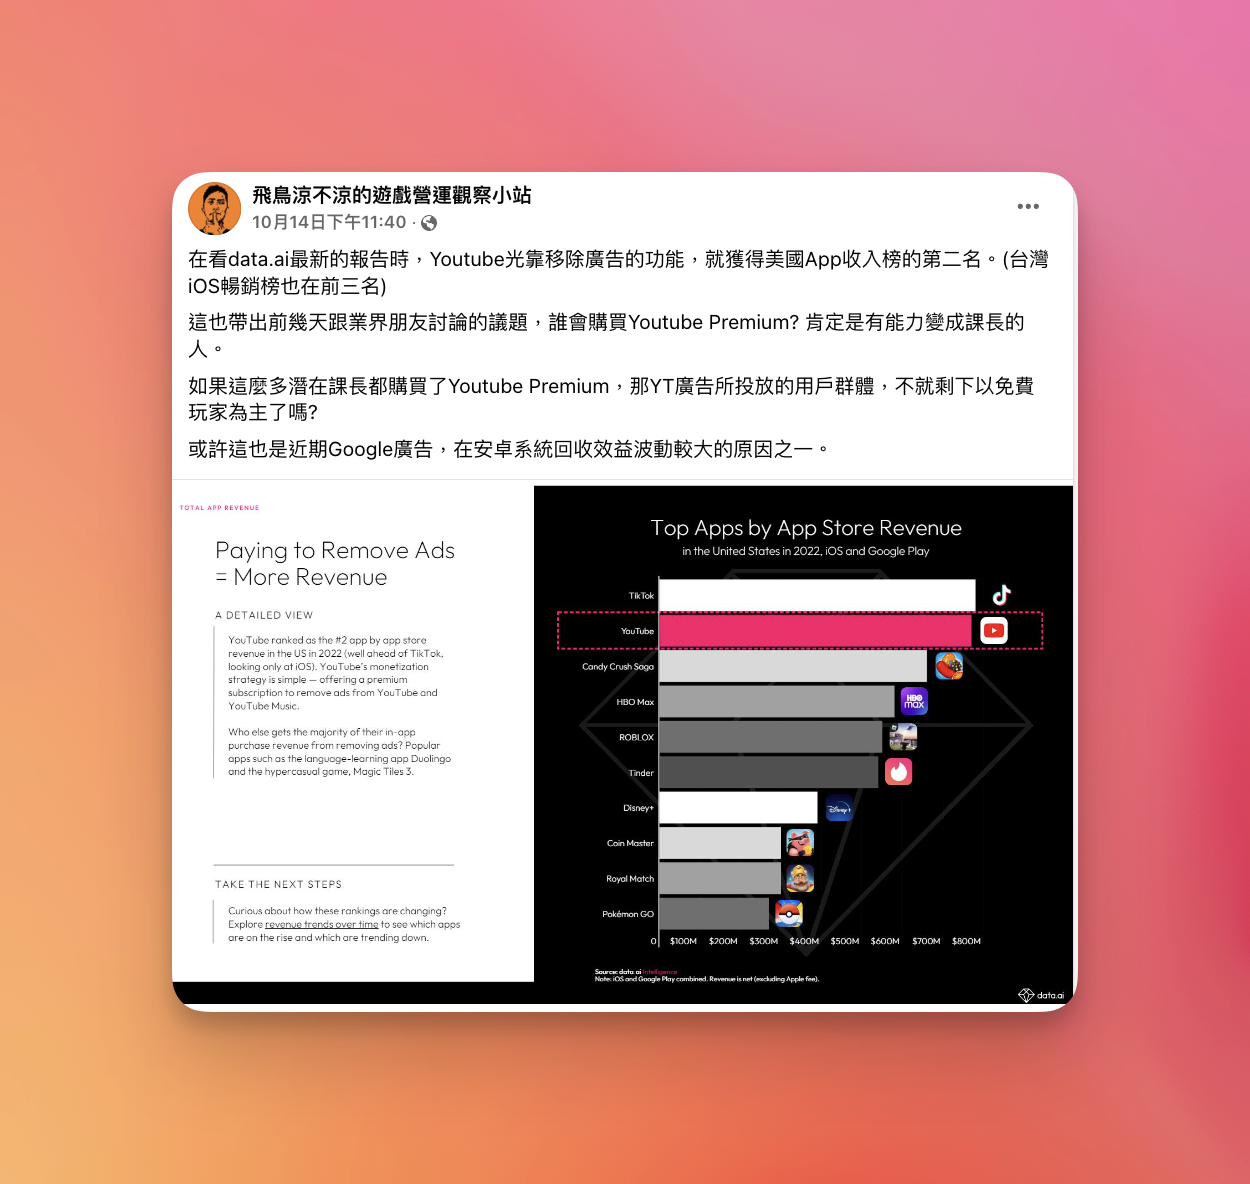 飛鳥涼不涼的遊戲營運觀察小站
10月14日下午11:40 ·
在看data.ai最新的報告時，Youtube光靠移除廣告的功能，就獲得美國App收入榜的第二名。(台灣
iOS暢銷榜也在前三名)
這也帶出前幾天跟業界朋友討論的議題，誰會購買Youtube Premium? 肯定是有能力變成課長的
人。
如果這麼多潛在課長都購買了Youtube Premium，那YT廣告所投放的用戶群體，不就剩下以免費
玩家為主了嗎?
或許這也是近期Google廣告，在安卓系統回收效益波動較大的原因之一。
TOTAL APP REVENUE
Paying to Remove Ads
= More Revenue
A DETAILED VIEW
YouTube ranked as the #2 app by app store
revenue in the US in 2022 (well ahead of TikTok,
looking only at iOS). YouTube's monetization
strategy is simple — offering a premium
subscription to remove ads from YouTube and
YouTube Music.
Who else gets the majority of their in-app
purchase revenue from removing ads? Popular
apps such as the language-learning app Duolingo
and the hypercasual game, Magic Tiles 3.
TAKE THE NEXT STEPS
Curious about how these rankings are changing?
Explore revenue trends over time to see which apps
are on the rise and which are trending down.
Top Apps by App Store Revenue
in the United States in 2022, iOS and Google Play
TikTok
YouTube
Candy Crush Saga
HBO Max
HBO
max
ROBLOX
Tinder
Disney+
Disney+
Coin Master
Royal Match
Pokémon GO
0 $100M $200M $300M $400M $500M $600M $700M $800M
Source: data.ai Intelligence
Note: iOS and Google Play combined. Revenue is net (excluding Apple fee).
data.ai